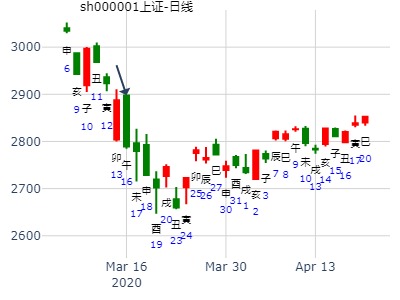 sh000001上证-日线
3000
2900
2800
2700
2600
申
6
亥
9
子
10
丑
11
寅
12
卯
13
午
16
未
17
申
18
酉
19
戌
20
丑
23
寅
24
卯
25
辰
26
巳
27
申
30
酉
31
戌
1
亥
2
子
3
辰
7
巳
8
午
9
未
10
戌
13
亥
14
子
15
丑
16
寅
17
巳
20
Mar 16
2020
Mar 30
Apr 13